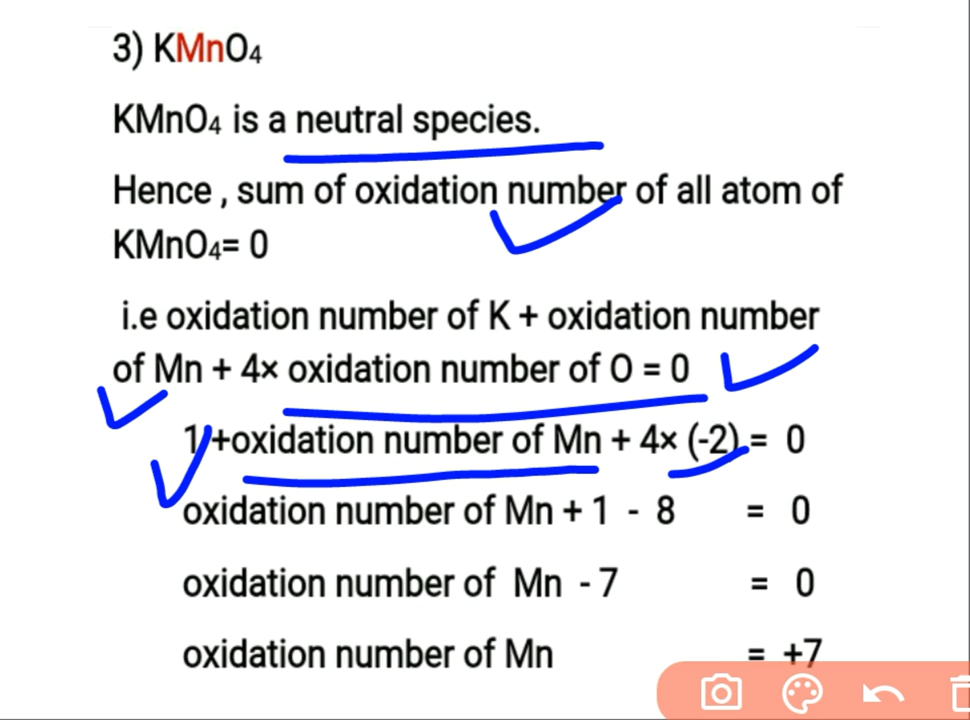 3) KMnO4
KMnO4 is a neutral species.
Hence , sum of oxidation number of all atom of
KMnO4= 0
i.e oxidation number of K + oxidation number
of Mn + 4× oxidation number of O = 0
1 +oxidation number of Mn + 4× (-2) = 0
oxidation number of Mn + 1 - 8 = 0
oxidation number of Mn - 7 = 0
oxidation number of Mn = +7